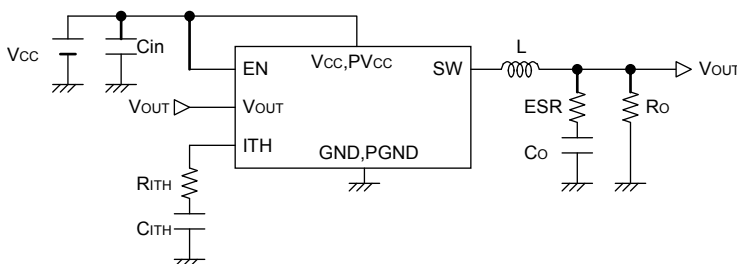 L
VCC
Cin
EN
VCC,PVCC
SW
VOUT
VOUT
VOUT
ESR
RO
ITH
GND,PGND
CO
RITH
CITH